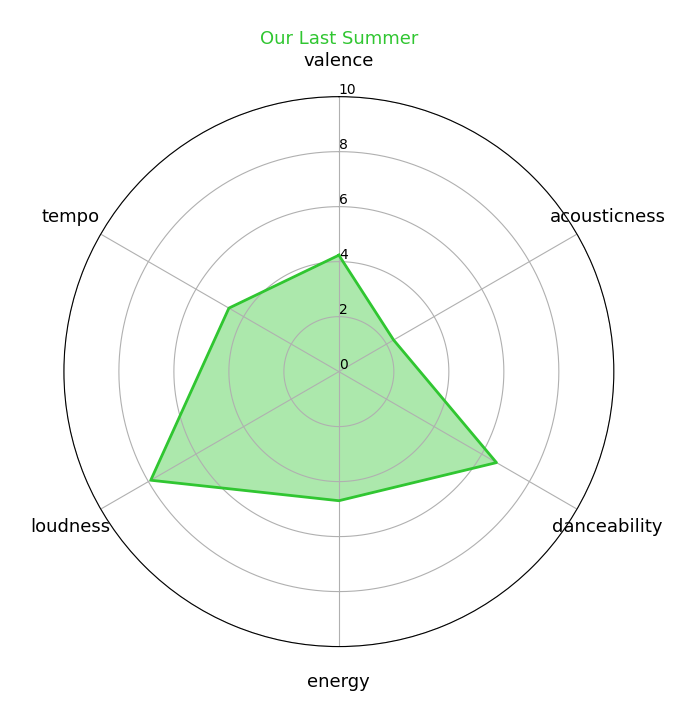 Our Last Summer
valence
10
8
6
4
2
0
tempo
acousticness
loudness
danceability
energy